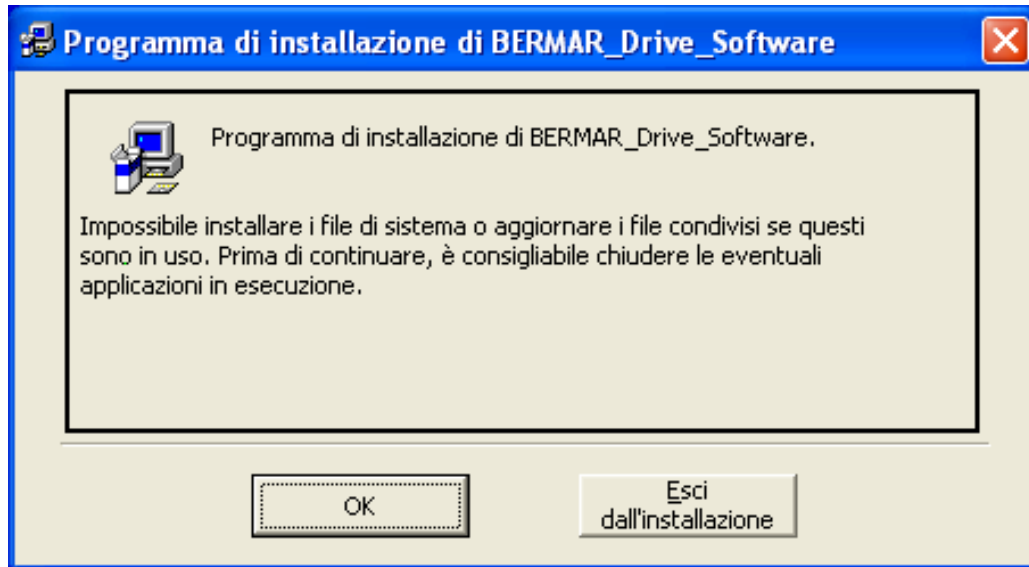 Programma di installazione di BERMAR_Drive_Software
Programma di installazione di BERMAR_Drive_Software.
Impossibile installare i file di sistema o aggiornare i file condivisi se questi
sono in uso. Prima di continuare, è consigliabile chiudere le eventuali
applicazioni in esecuzione.
OK
Esci
dall'installazione